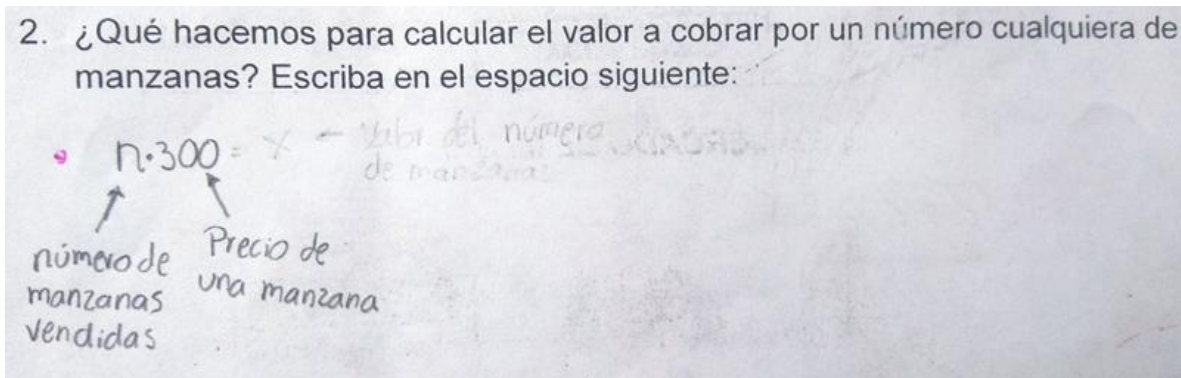 2. ¿Qué hacemos para calcular el valor a cobrar por un número cualquiera de
manzanas? Escriba en el espacio siguiente:
n·300 = x - Valor del número
de manzanas
número de
manzanas
vendidas
Precio de
una manzana